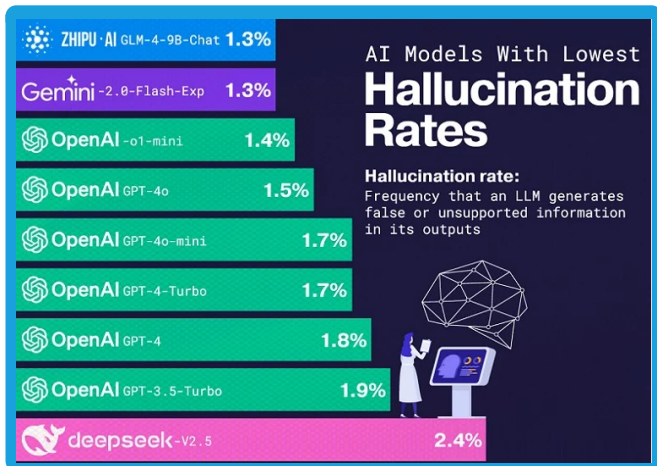 ZHIPU·AI GLM-4-9B-Chat 1.3%
Gemini -2.0-Flash-Exp 1.3%
OpenAI -o1-mini 1.4%
OpenAI GPT-4o 1.5%
OpenAI GPT-4o-mini 1.7%
OpenAI GPT-4-Turbo 1.7%
OpenAI GPT-4 1.8%
OpenAI GPT-3.5-Turbo 1.9%
deepseek -V2.5 2.4%
AI Models With Lowest
Hallucination
Rates
Hallucination rate:
Frequency that an LLM generates
false or unsupported information
in its outputs